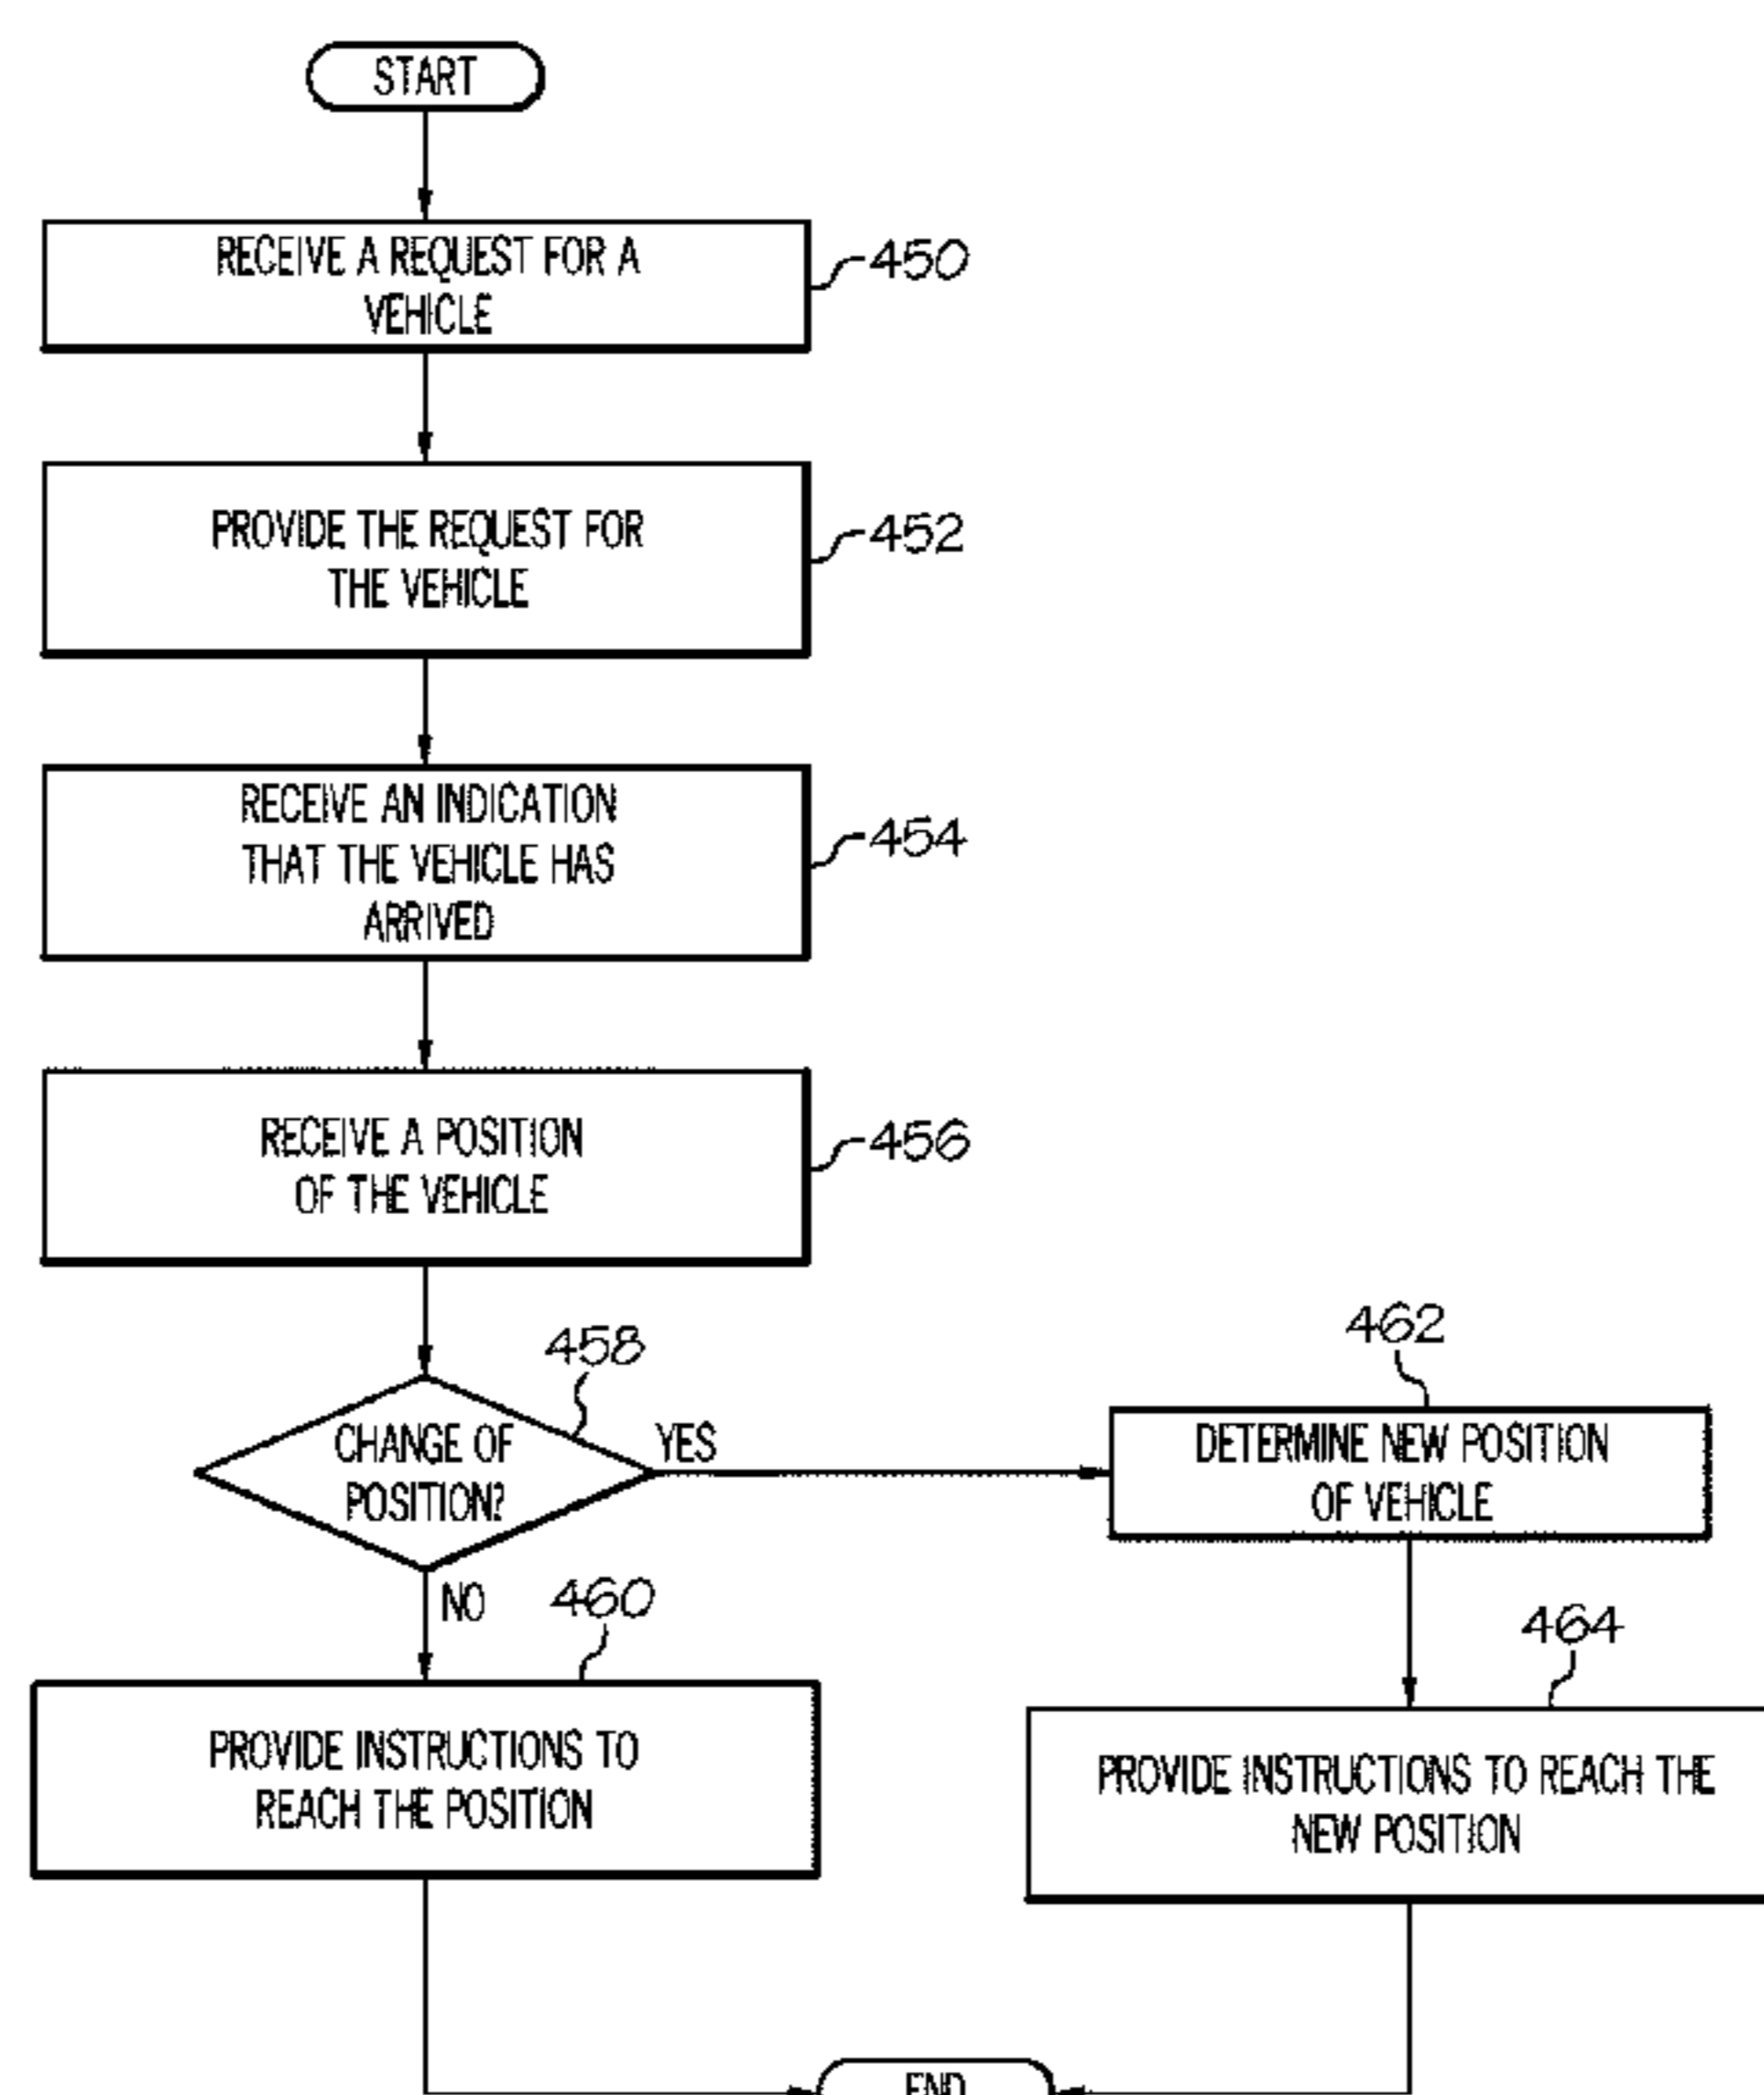 START
RECEIVE A REQUEST FOR A
VEHICLE
450
PROVIDE THE REQUEST FOR
THE VEHICLE
452
RECEIVE AN INDICATION
THAT THE VEHICLE HAS
ARRIVED
454
RECEIVE A POSITION
OF THE VEHICLE
456
458
CHANGE OF
POSITION?
YES
462
DETERMINE NEW POSITION
OF VEHICLE
NO
460
PROVIDE INSTRUCTIONS TO
REACH THE POSITION
464
PROVIDE INSTRUCTIONS TO REACH THE
NEW POSITION
END